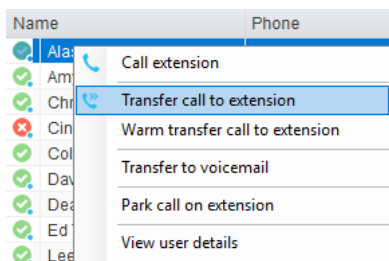 Name Phone
Ala
Call extension
Am
Chr
Transfer call to extension
Cin
Warm transfer call to extension
Col
Dav
Transfer to voicemail
Dea
Park call on extension
Ed
View user details
Lee